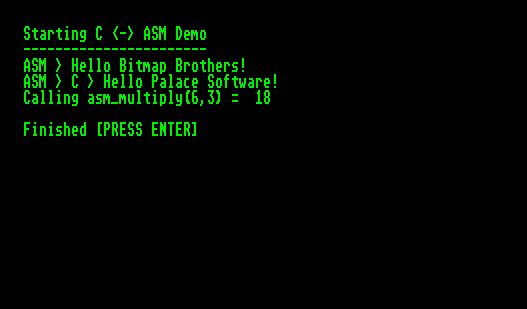 Starting C <-> ASM Demo
-----------------------
ASM > Hello Bitmap Brothers!
ASM > C > Hello Palace Software!
Calling asm_multiply(6,3) =  18
Finished [PRESS ENTER]